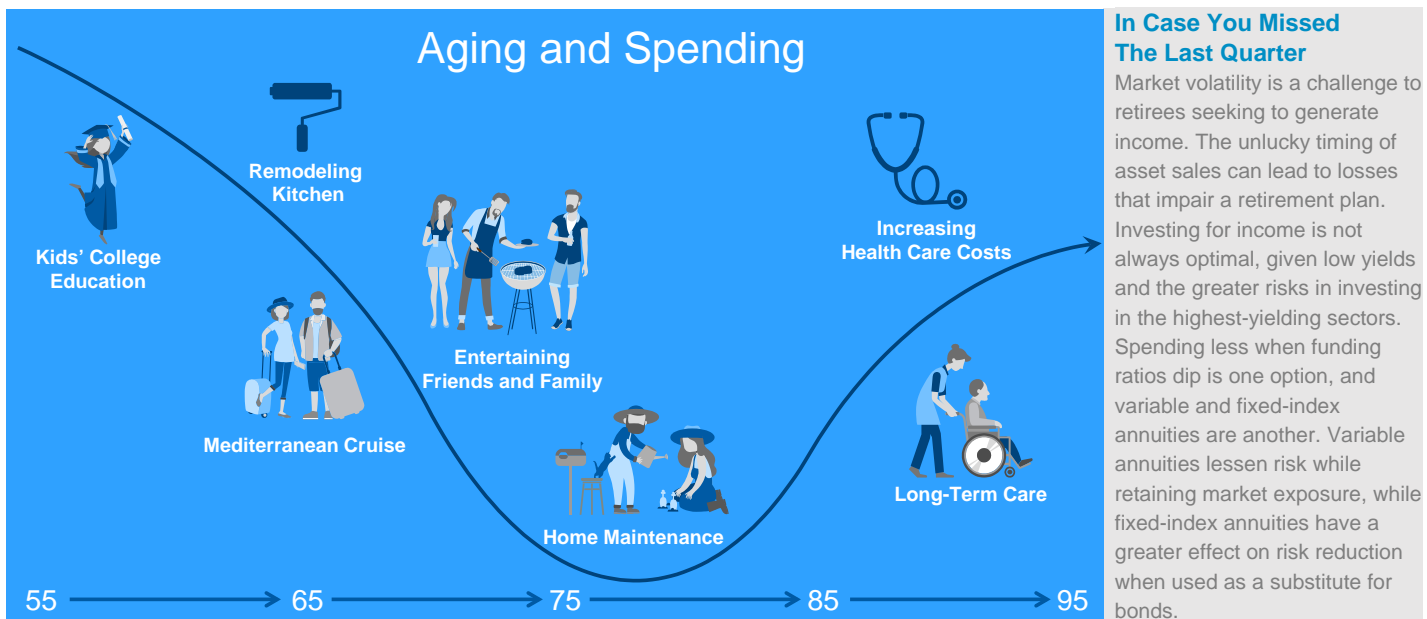 Aging and Spending
Kids' College
Education
Remodeling
Kitchen
Mediterranean Cruise
Entertaining
Friends and Family
Home Maintenance
Increasing
Health Care Costs
Long-Term Care
55
65
75
85
95
In Case You Missed
The Last Quarter
Market volatility is a challenge to
retirees seeking to generate
income. The unlucky timing of
asset sales can lead to losses
that impair a retirement plan.
Investing for income is not
always optimal, given low yields
and the greater risks in investing
in the highest-yielding sectors.
Spending less when funding
ratios dip is one option, and
variable and fixed-index
annuities are another. Variable
annuities lessen risk while
retaining market exposure, while
fixed-index annuities have a
greater effect on risk reduction
when used as a substitute for
bonds.